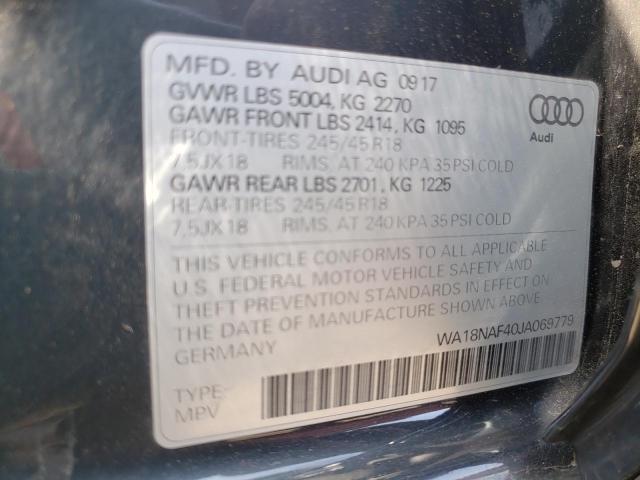 MFD. BY AUDI AG 09 17
GVWR LBS 5004, KG 2270
GAWR FRONT LBS 2414, KG 1095
FRONT-TIRES 245/45 R18
7,5JX18 RIMS, AT 240 KPA 35 PSI COLD
GAWR REAR LBS 2701, KG 1225
REAR-TIRES 245/45 R18
7,5JX18 RIMS, AT 240 KPA 35 PSI COLD
Audi
THIS VEHICLE CONFORMS TO ALL APPLICABLE
U.S. FEDERAL MOTOR VEHICLE SAFETY AND
THEFT PREVENTION STANDARDS IN EFFECT ON
THE DATE OF MANUFACTURE SHOWN ABOVE.
GERMANY
WA18NAF40JA069779
TYPE:
MPV